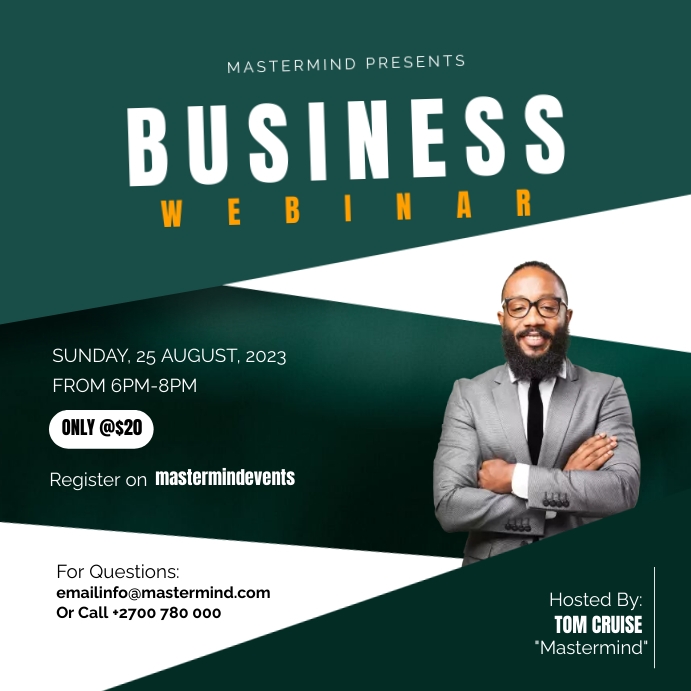 MASTERMIND PRESENTS
BUSINESS
WEBINAR
SUNDAY, 25 AUGUST, 2023
FROM 6PM-8PM
ONLY @$20
Register on mastermindevents
For Questions:
emailinfo@mastermind.com
Or Call +2700 780 000
Hosted By:
TOM CRUISE
"Mastermind"